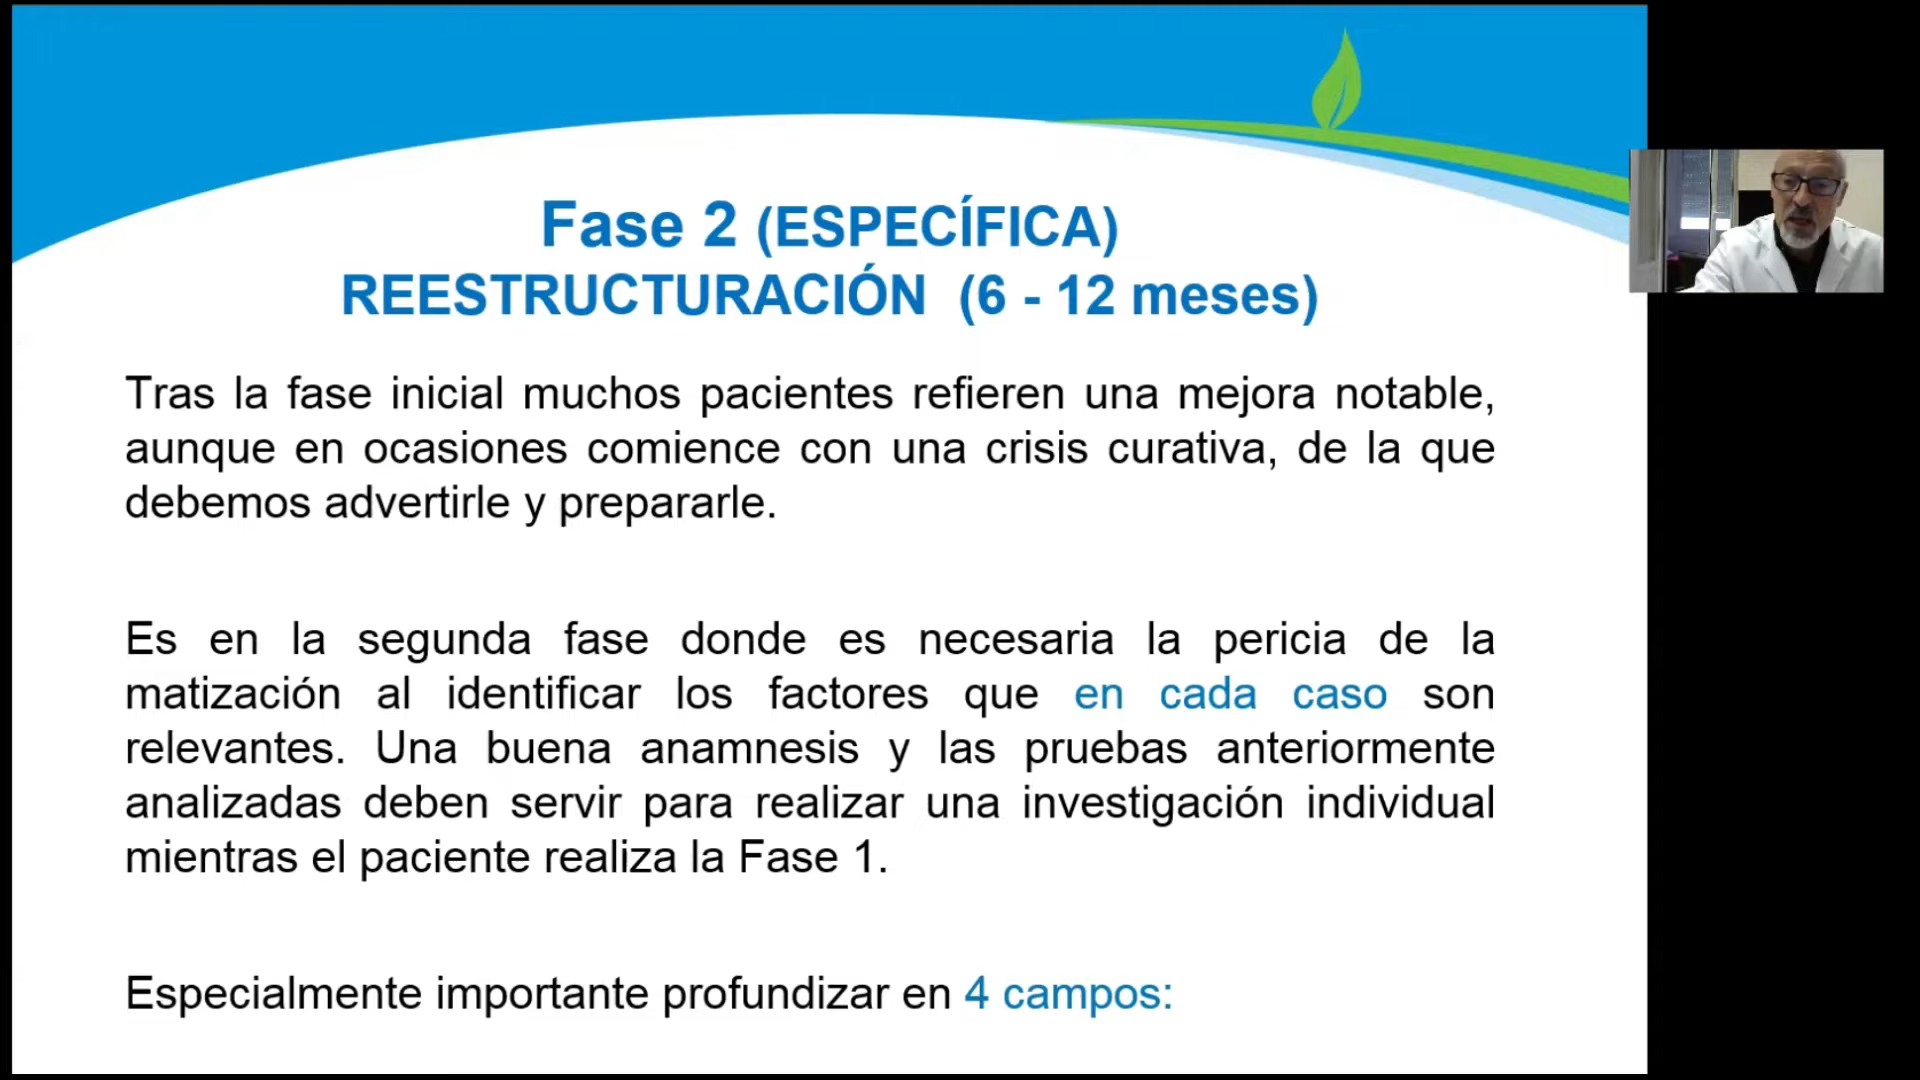 Fase 2 (ESPECÍFICA)
REESTRUCTURACIÓN (6 - 12 meses)
Tras la fase inicial muchos pacientes refieren una mejora notable,
aunque en ocasiones comience con una crisis curativa, de la que
debemos advertirle y prepararle.
Es en la segunda fase donde es necesaria la pericia de la
matización al identificar los factores que en cada caso son
relevantes. Una buena anamnesis y las pruebas anteriormente
analizadas deben servir para realizar una investigación individual
mientras el paciente realiza la Fase 1.
Especialmente importante profundizar en 4 campos: